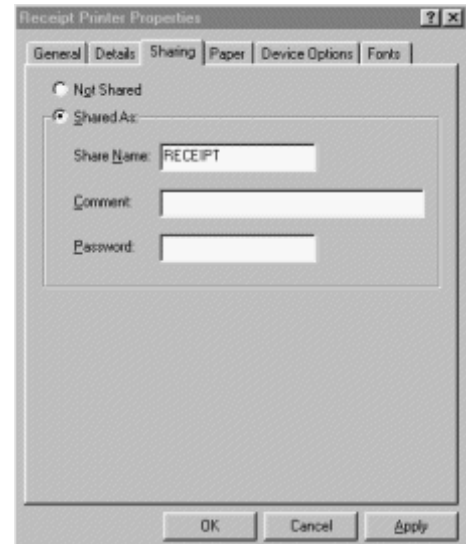 Receipt Printer Properties
General Details Sharing Paper Device Options Fonts
Not Shared
Shared As:
Share Name: RECEIPT
Comment:
Password:
OK Cancel Apply